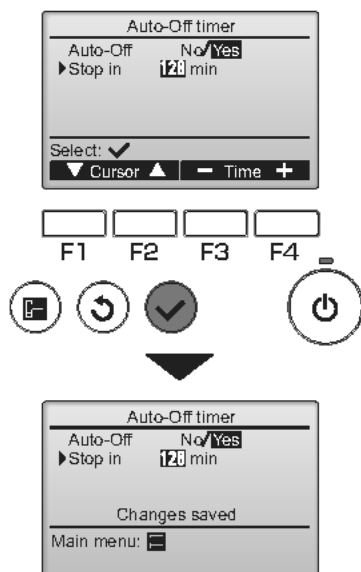 Auto-Off timer
Auto-Off No/Yes
Stop in 120 min
Select:
Cursor Time
F1 F2 F3 F4
Auto-Off timer
Auto-Off No/Yes
Stop in 120 min
Changes saved
Main menu: